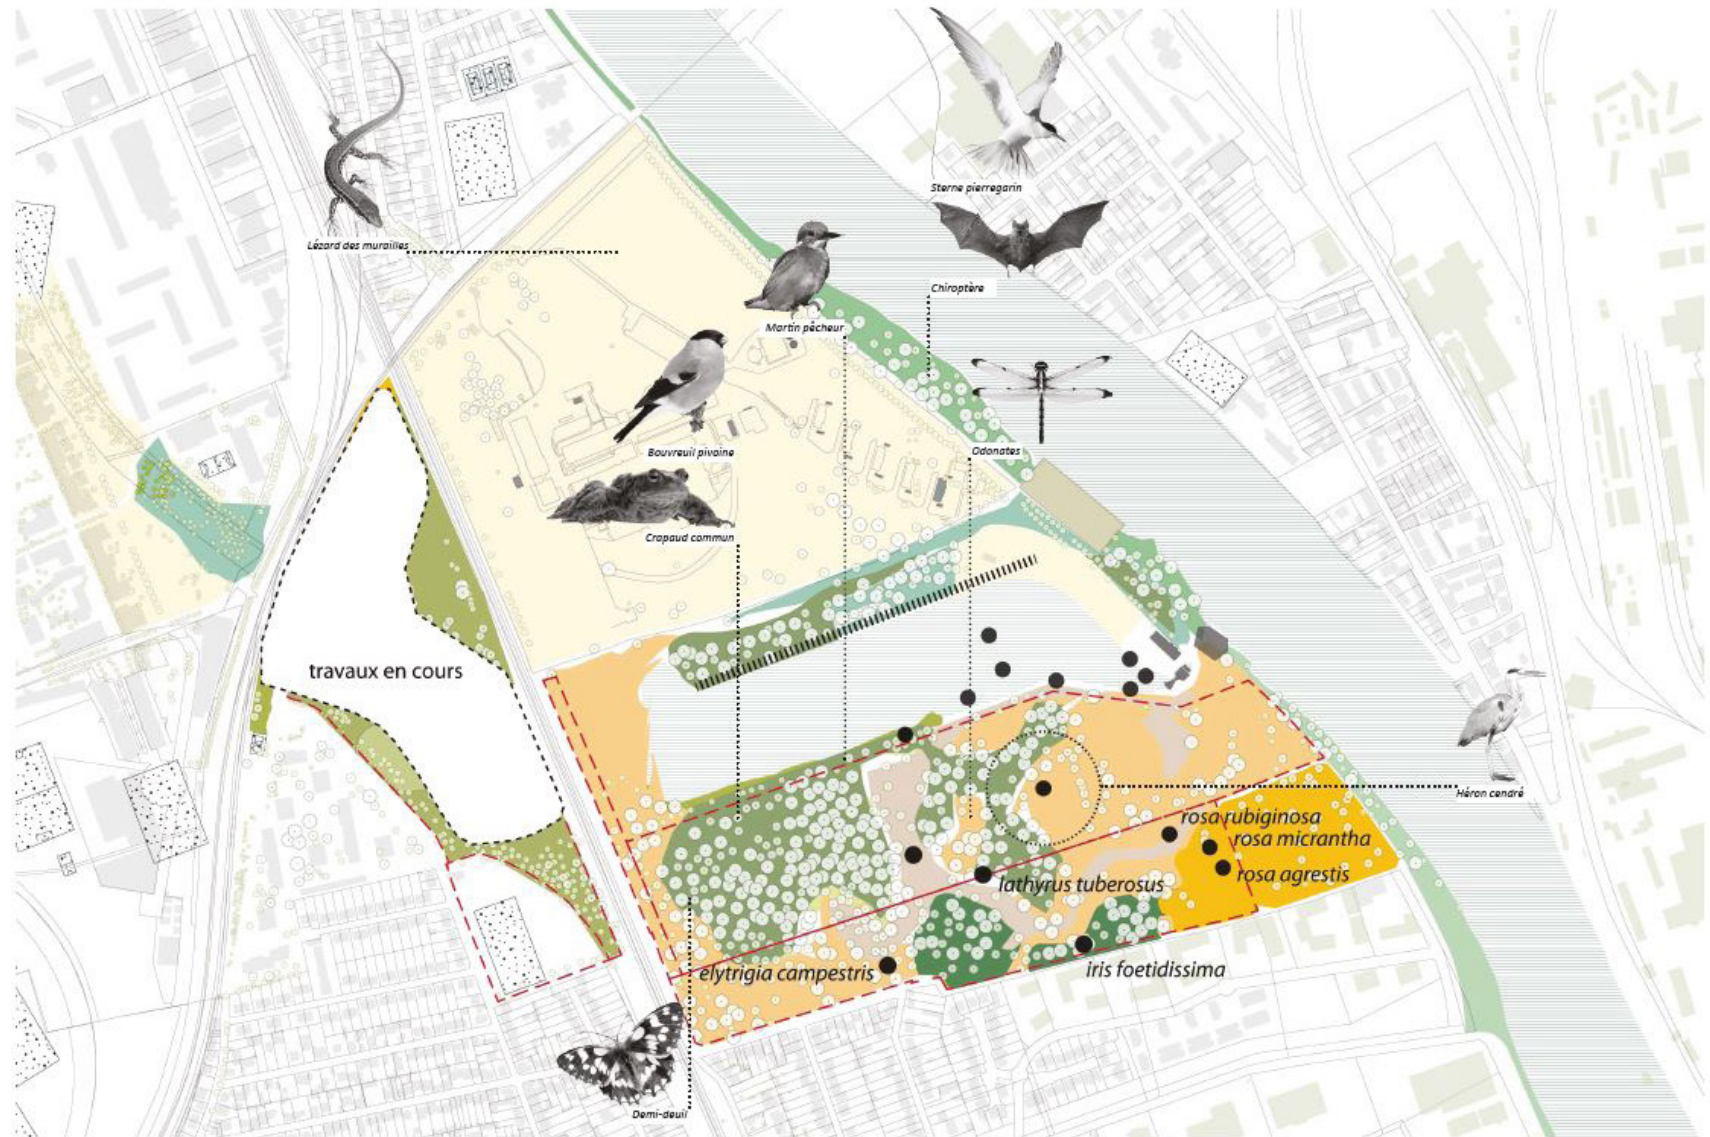 Sterne pierregarin
Lézard des murailles
Chiroptère
Martin pêcheur
Bouvreuil pivoine
Odonates
Crapaud commun
travaux en cours
Héron cendré
rosa rubiginosa
rosa micrantha
rosa agrestis
lathyrus tuberosus
elytrigia campestris
iris foetidissima
Demi-deuil